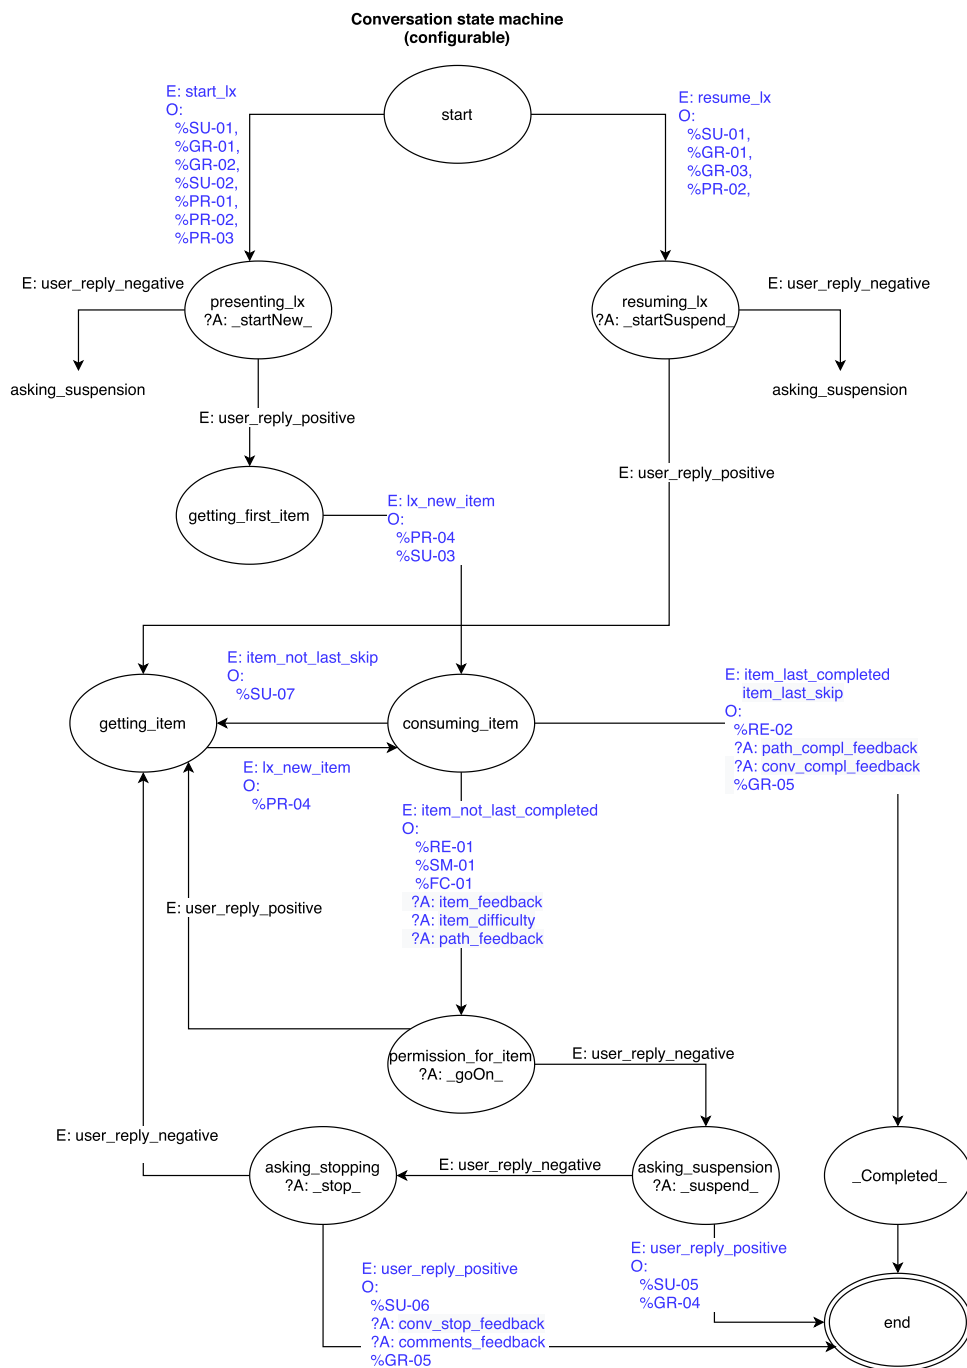 Conversation state machine
(configurable)
start
E: start_lx
O:
%SU-01,
%GR-01,
%GR-02,
%SU-02,
%PR-01,
%PR-02,
%PR-03
E: resume_lx
O:
%SU-01,
%GR-01,
%GR-03,
%PR-02,
E: user_reply_negative
presenting_lx
?A: _startNew_
resuming_lx
?A: _startSuspend_
E: user_reply_negative
asking_suspension
asking_suspension
E: user_reply_positive
E: user_reply_positive
getting_first_item
E: lx_new_item
O:
%PR-04
%SU-03
E: item_not_last_skip
O:
%SU-07
getting_item
consuming_item
E: item_last_completed
item_last_skip
O:
%RE-02
?A: path_compl_feedback
?A: conv_compl_feedback
%GR-05
E: lx_new_item
O:
%PR-04
E: item_not_last_completed
O:
%RE-01
%SM-01
%FC-01
?A: item_feedback
?A: item_difficulty
?A: path_feedback
E: user_reply_positive
permission_for_item
?A: _goOn_
E: user_reply_negative
E: user_reply_negative
asking_stopping
?A: _stop_
E: user_reply_negative
asking_suspension
?A: _suspend_
_Completed_
E: user_reply_positive
O:
%SU-05
%GR-04
E: user_reply_positive
O:
%SU-06
?A: conv_stop_feedback
?A: comments_feedback
%GR-05
end